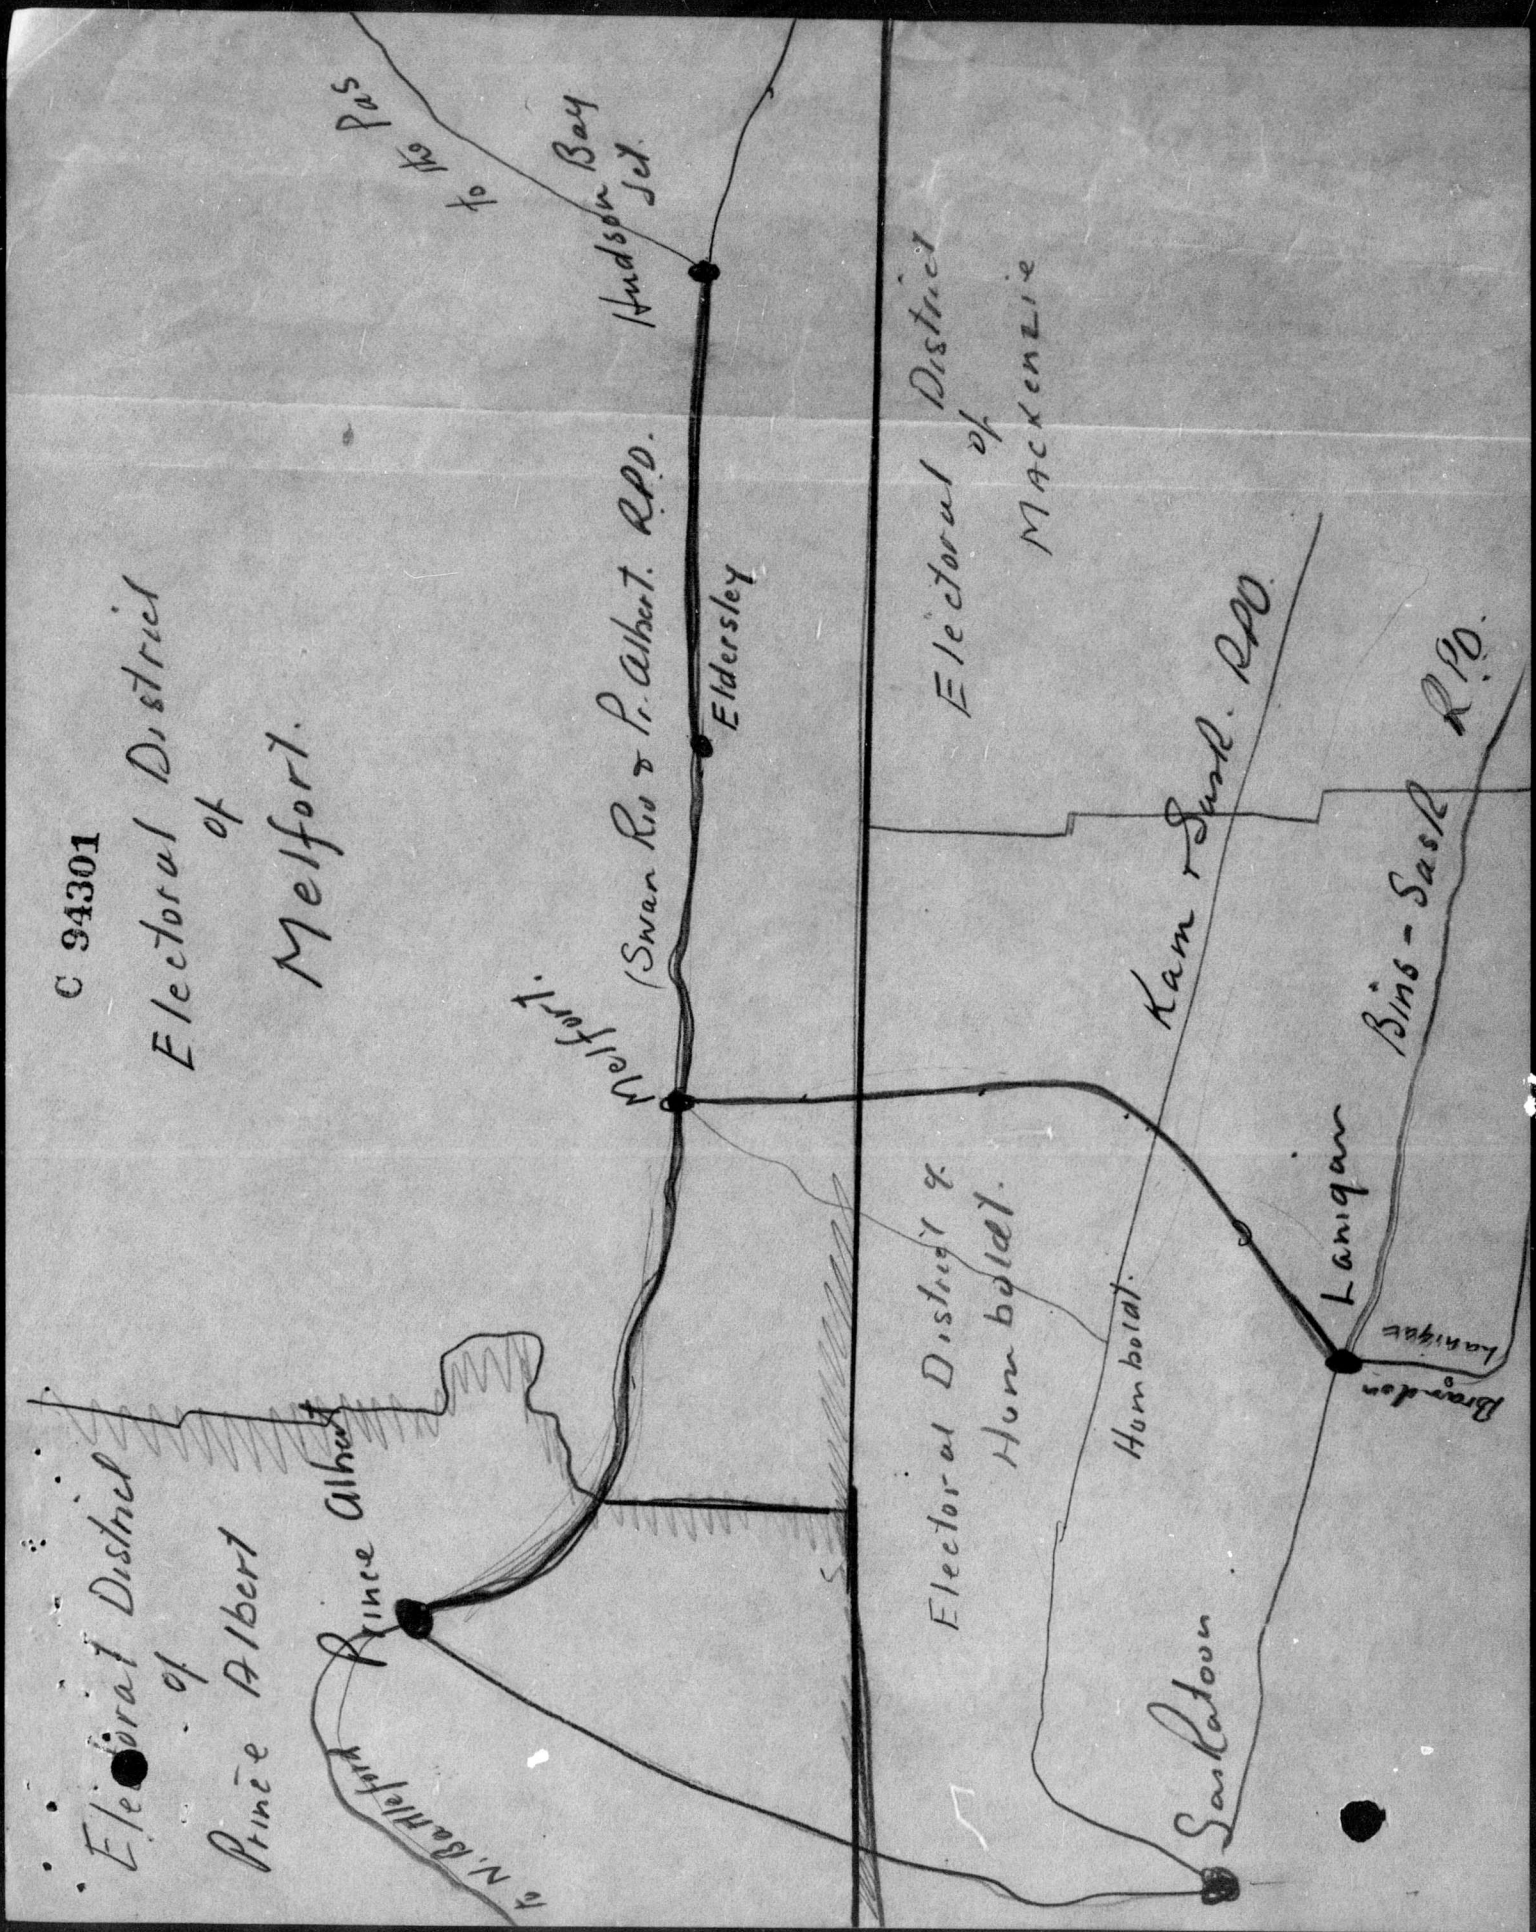 C 94301
Electoral District
of
Prince Albert
Electoral District
of
Melfort.
to the Pas
Hudson Bay
Jct.
Prince Albert
to N. Battleford
Melfort.
(Swan Riv & Pr. Albert. R.P.O.
Eldersley
Electoral District of
Humboldt.
Electoral District
of
MacKenzie
Humboldt.
Kam & Sask. RPO.
Saskatoon
Lanigan
Bins - Sask R.P.O.
Brandon
Lanigan